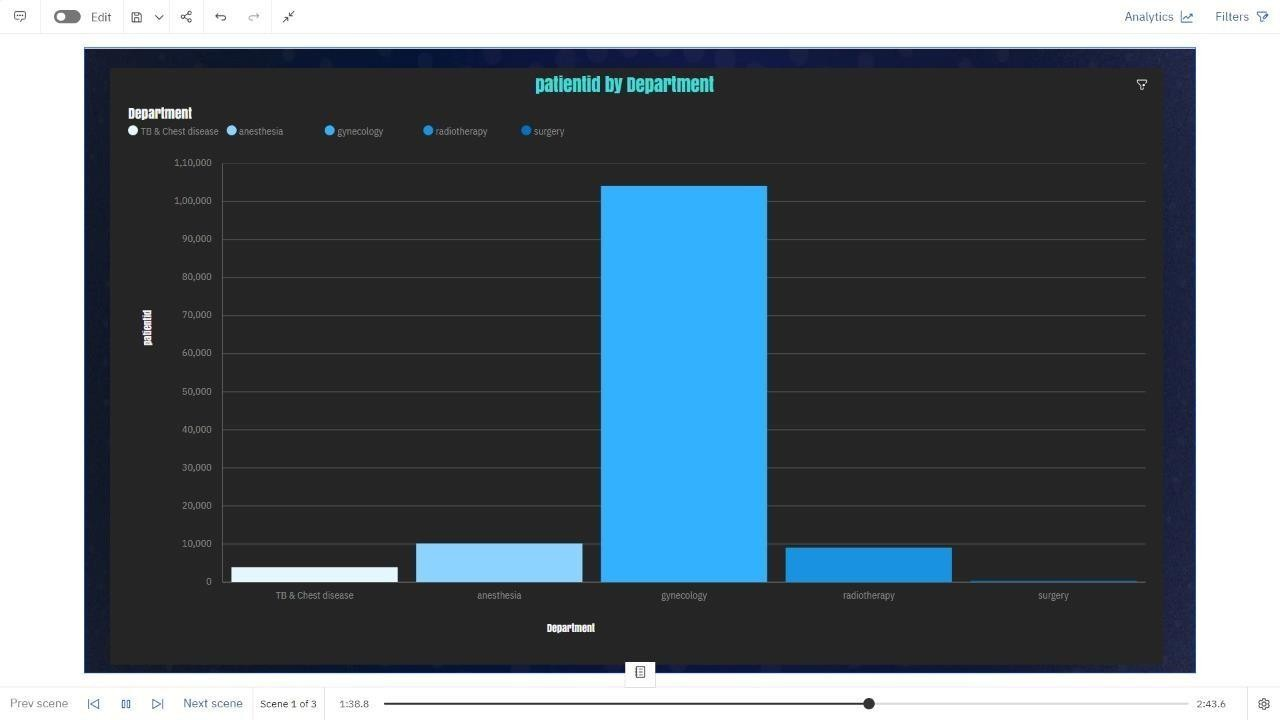 Edit
Analytics
Filters
patientid by Department
Department
TB & Chest disease anesthesia gynecology radiotherapy surgery
1,10,000
1,00,000
90,000
80,000
70,000
60,000
50,000
40,000
30,000
20,000
10,000
0
patientid
TB & Chest disease anesthesia gynecology radiotherapy surgery
Department
Prev scene Next scene Scene 1 of 3 1:38.8 2:43.6